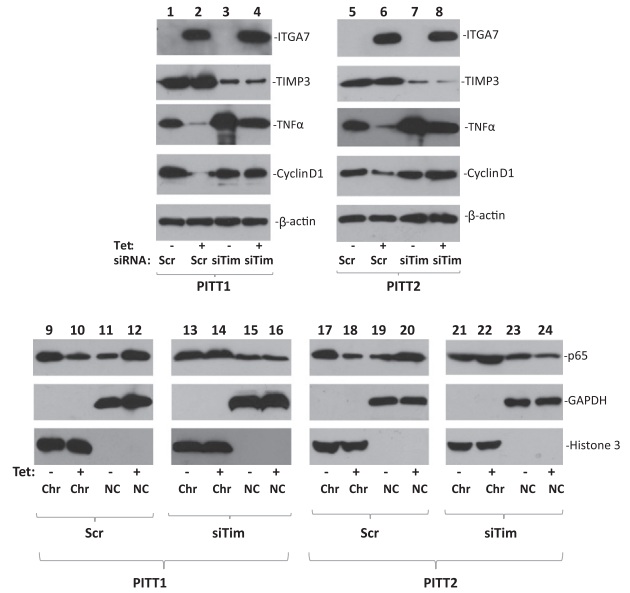 1 2 3 4
-ITGA7
-TIMP3
-TNFα
-CyclinD1
-β-actin
Tet: - + - +
siRNA: Scr Scr siTim siTim
PITT1
5 6 7 8
-ITGA7
-TIMP3
-TNFα
-CyclinD1
-β-actin
- + - +
Scr Scr siTim siTim
PITT2
9 10 11 12 13 14 15 16 17 18 19 20 21 22 23 24
-p65
-GAPDH
-Histone 3
Tet: - + - + - + - + - + - + - + - +
Chr Chr NC NC Chr Chr NC NC Chr Chr NC NC Chr Chr NC NC
Scr siTim Scr siTim
PITT1 PITT2